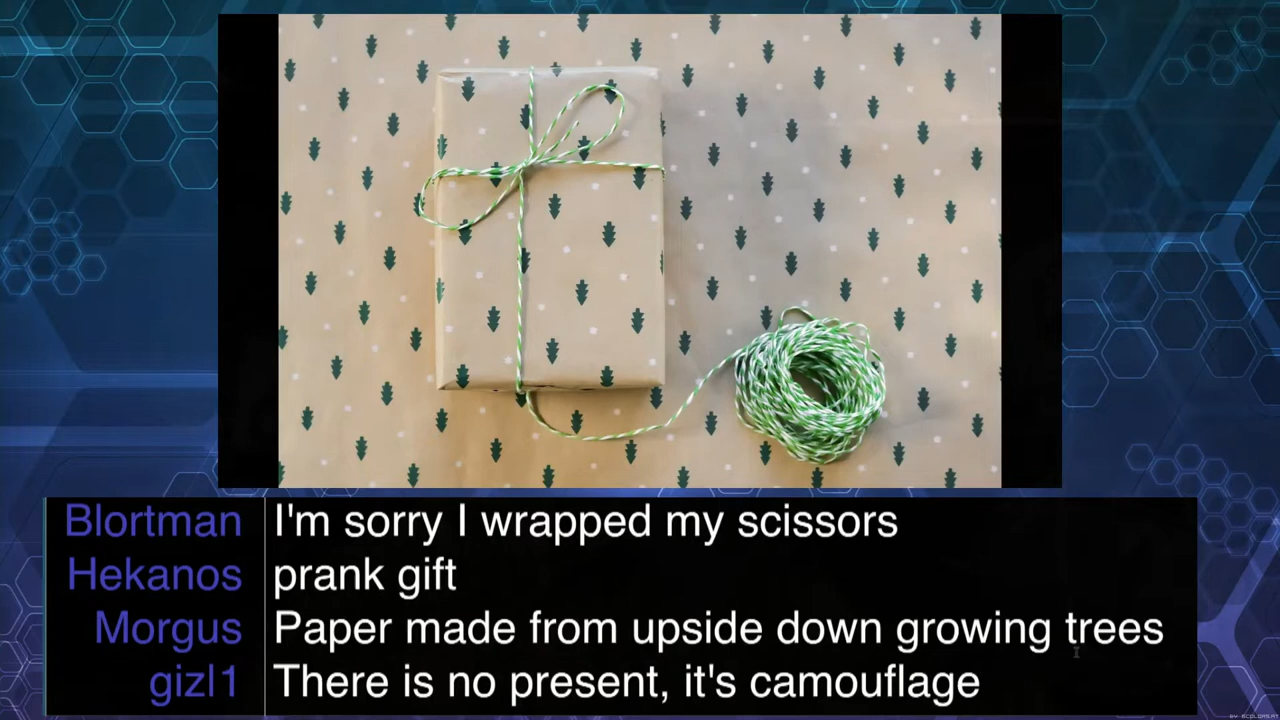 Blortman I'm sorry I wrapped my scissors
Hekanos prank gift
Morgus Paper made from upside down growing trees
gizl1 There is no present, it's camouflage